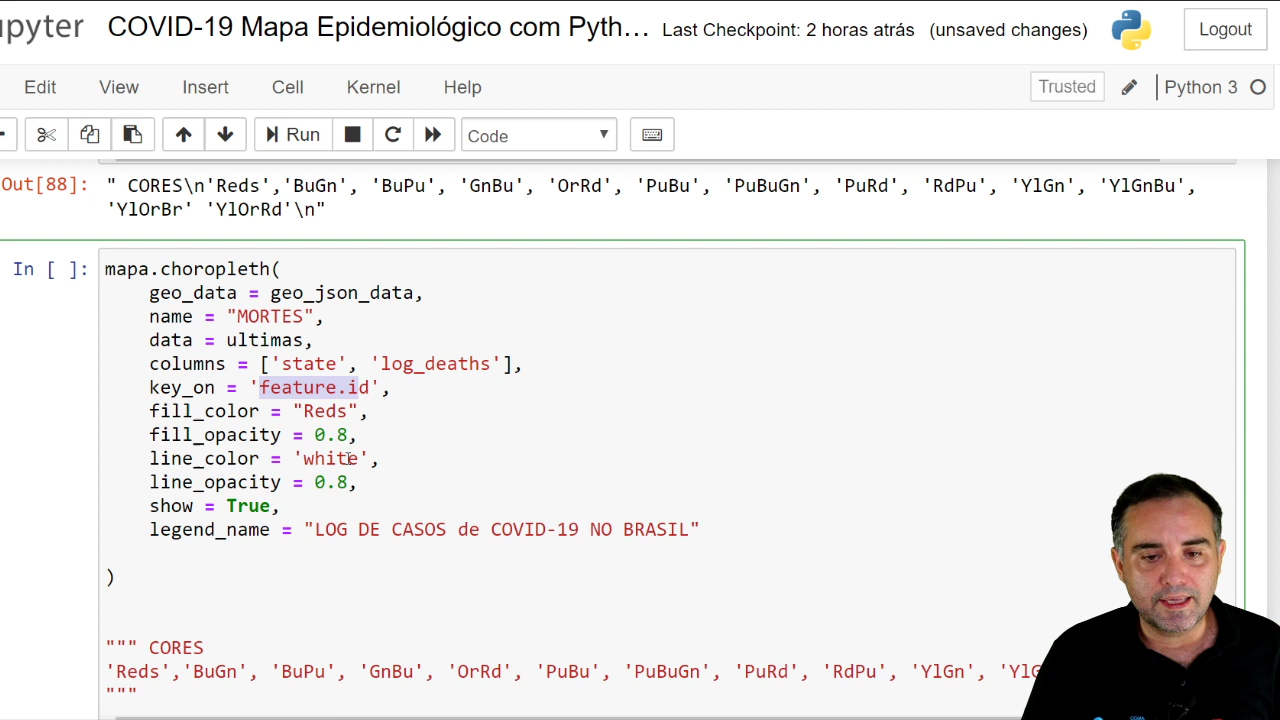 COVID-19 Mapa Epidemiológico com Pyth... Last Checkpoint: 2 horas atrás (unsaved changes) Logout
Edit View Insert Cell Kernel Help Trusted Python 3
Run Code
Out[88]: " CORES\n'Reds','BuGn', 'BuPu', 'GnBu', 'OrRd', 'PuBu', 'PuBuGn', 'PuRd', 'RdPu', 'YlGn', 'YlGnBu',
'YlOrBr' 'YlOrRd'\n"
In [ ]: mapa.choropleth(
geo_data = geo_json_data,
name = "MORTES",
data = ultimas,
columns = ['state', 'log_deaths'],
key_on = 'feature.id',
fill_color = "Reds",
fill_opacity = 0.8,
line_color = 'white',
line_opacity = 0.8,
show = True,
legend_name = "LOG DE CASOS de COVID-19 NO BRASIL"
)
""" CORES
'Reds','BuGn', 'BuPu', 'GnBu', 'OrRd', 'PuBu', 'PuBuGn', 'PuRd', 'RdPu', 'YlGn',
"""